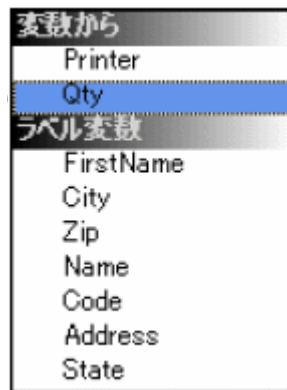 変数から
Printer
Qty
ラベル変数
FirstName
City
Zip
Name
Code
Address
State